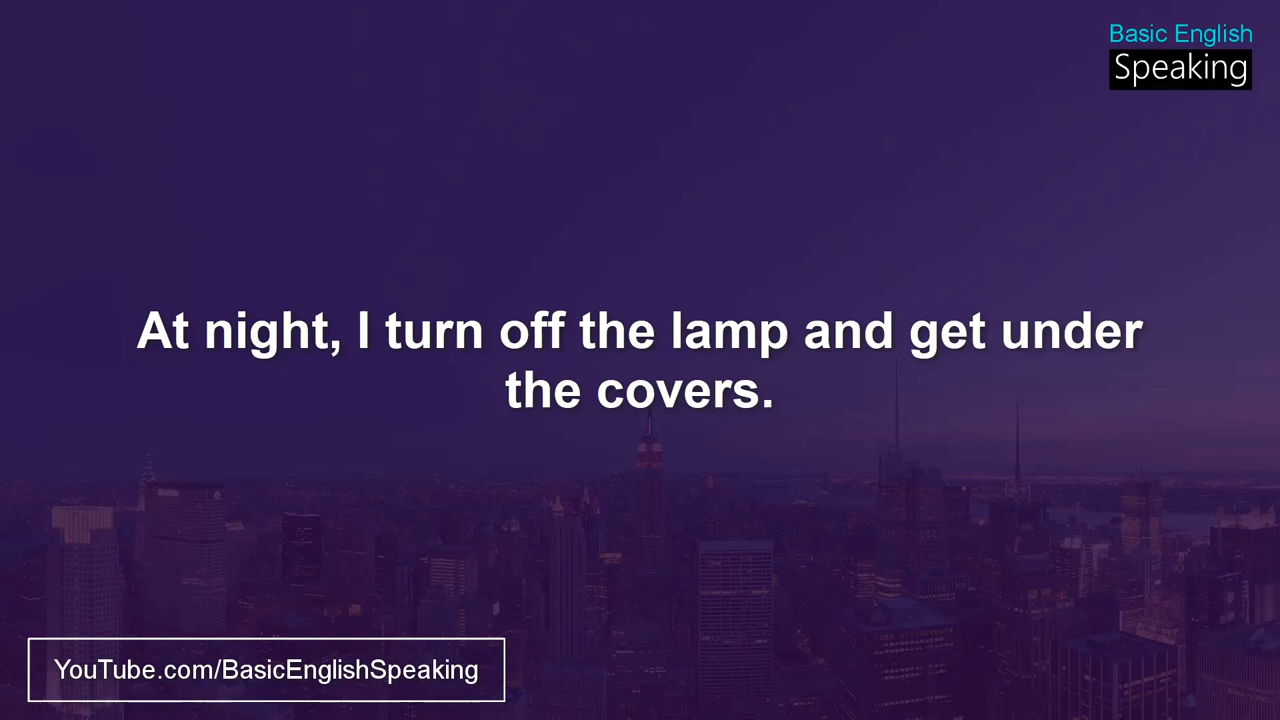 Basic English
Speaking
At night, I turn off the lamp and get under
the covers.
YouTube.com/BasicEnglishSpeaking